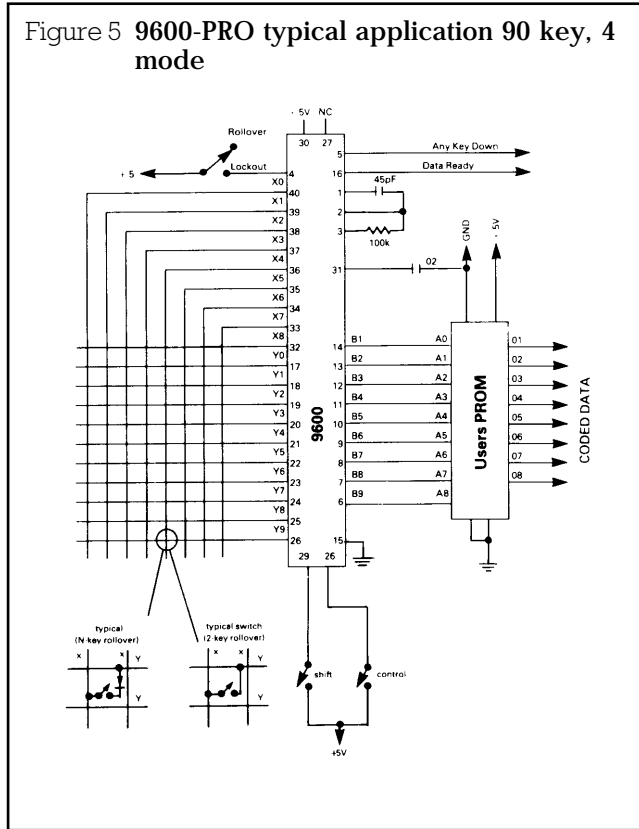 Figure 5 9600-PRO typical application 90 key, 4
mode
· 5V NC
30 27
Rollover
Lockout
+ 5
4
5
Any Key Down
16
Data Ready
X0
40
X1
39
X2
38
X3
37
X4
36
X5
35
X6
34
X7
33
X8
32
Y0
17
Y1
18
Y2
19
Y3
20
Y4
21
Y5
22
Y6
23
Y7
24
Y8
25
Y9
26
9600
1
45pF
2
3
100k
31
02
GND
· 5V
14 B1 A0
13 B2 A1
12 B3 A2
11 B4 A3
10 B5 A4
9 B6 A5
8 B7 A6
7 B8 A7
6 B9 A8
15
Users PROM
01
02
03
04
05
06
07
08
CODED DATA
29 26
shift
control
+5V
typical
(N-key rollover)
x x
Y
Y
typical switch
(2-key rollover)
x x
Y
Y